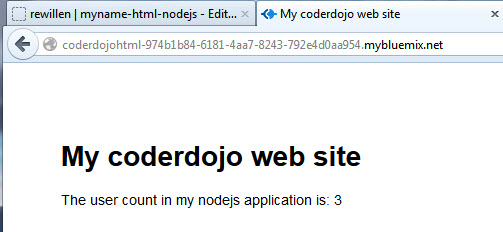 rewillen | myname-html-nodejs - Edit...
My coderdojo web site
coderdojohtml-974b1b84-6181-4aa7-8243-792e4d0aa954.mybluemix.net
My coderdojo web site
The user count in my nodejs application is: 3